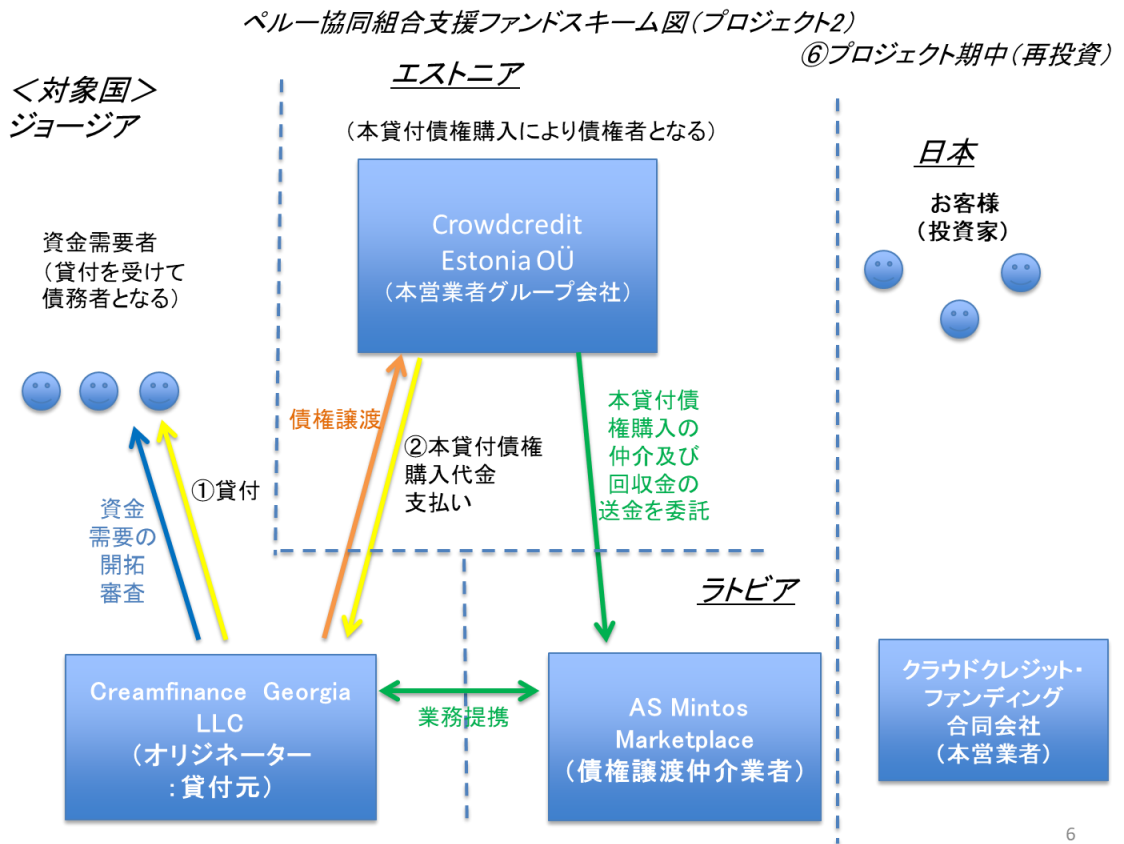 ペルー協同組合支援ファンドスキーム図（プロジェクト2）
⑥プロジェクト期中（再投資）
＜対象国＞
ジョージア
エストニア
（本貸付債権購入により債権者となる）
日本
お客様
（投資家）
資金需要者
（貸付を受けて
債務者となる）
Crowdcredit
Estonia OÜ
（本営業者グループ会社）
債権譲渡
②本貸付債権
購入代金
支払い
本貸付債
権購入の
仲介及び
回収金の
送金を委託
①貸付
資金
需要の
開拓
審査
ラトビア
Creamfinance Georgia
LLC
（オリジネーター
：貸付元）
業務提携
AS Mintos
Marketplace
（債権譲渡仲介業者）
クラウドクレジット・
ファンディング
合同会社
（本営業者）
6